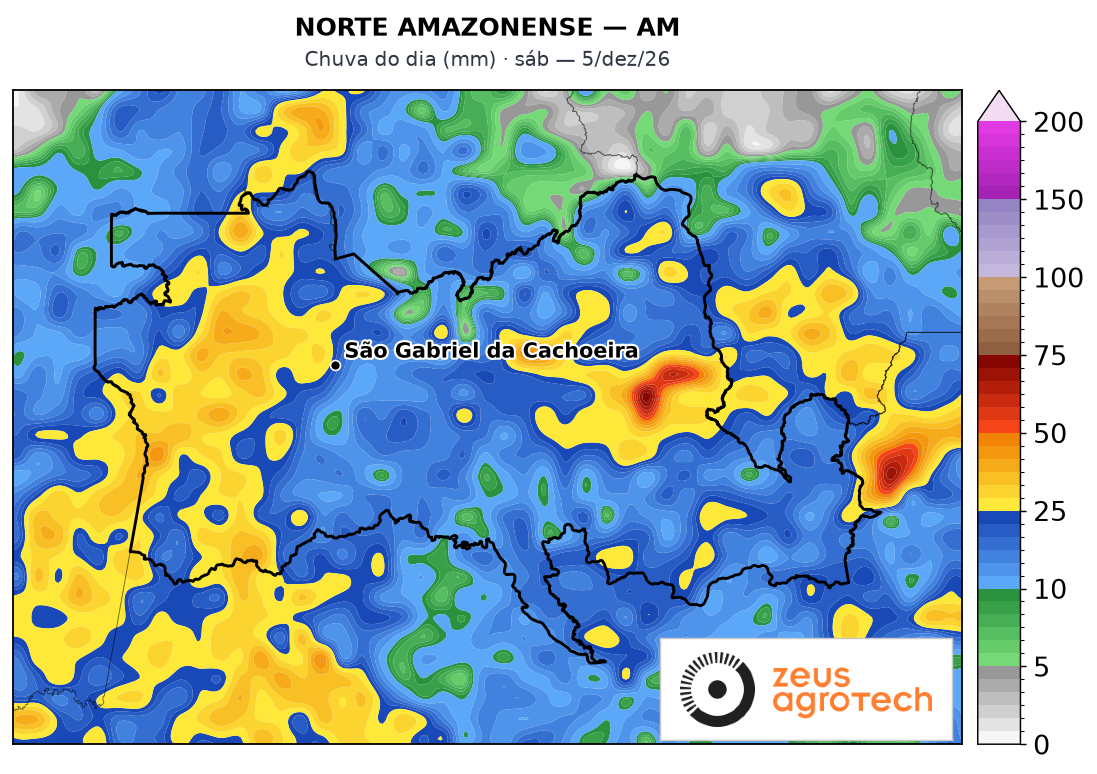 NORTE AMAZONENSE — AM
Chuva do dia (mm) · sáb — 5/dez/26
São Gabriel da Cachoeira
200
150
100
75
50
25
10
5
0
zeus
agrotech